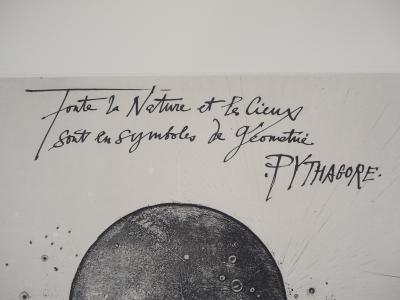 Toute la Nature et les Cieux
sont en symboles de géométrie
.PYTHAGORE.